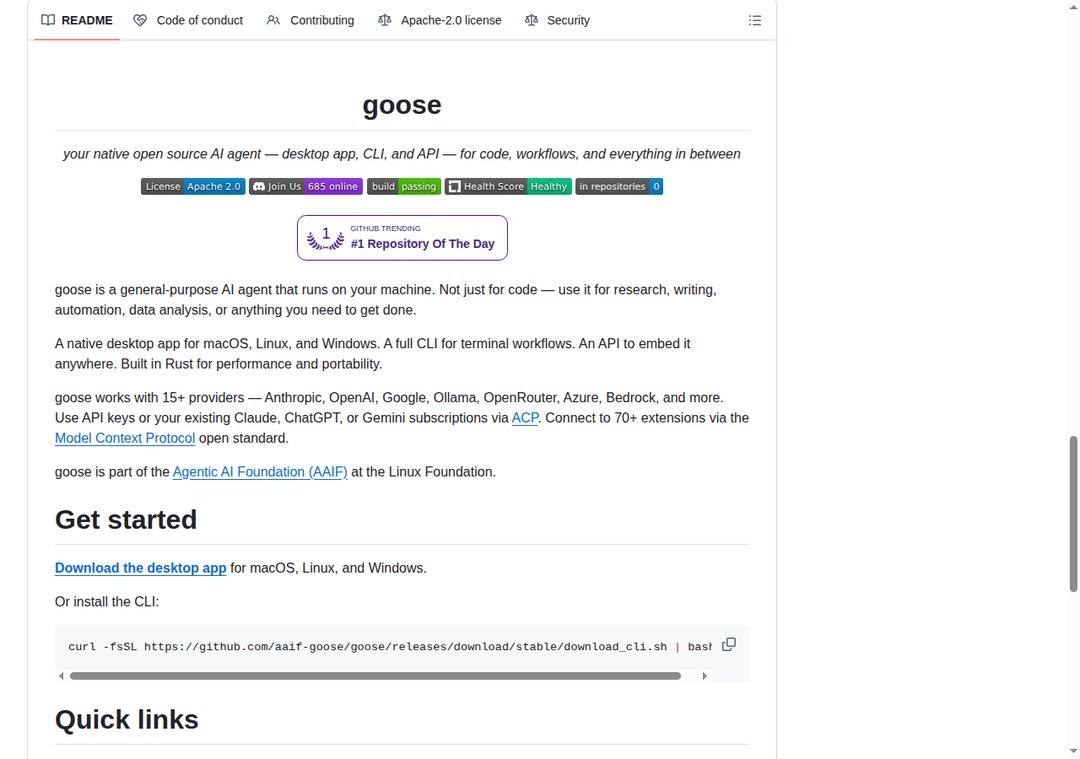 README
Code of conduct
Contributing
Apache-2.0 license
Security
goose
your native open source AI agent — desktop app, CLI, and API — for code, workflows, and everything in between
License Apache 2.0
Join Us 685 online
build passing
Health Score Healthy
in repositories 0
1
GITHUB TRENDING
#1 Repository Of The Day
goose is a general-purpose AI agent that runs on your machine. Not just for code — use it for research, writing,
automation, data analysis, or anything you need to get done.
A native desktop app for macOS, Linux, and Windows. A full CLI for terminal workflows. An API to embed it
anywhere. Built in Rust for performance and portability.
goose works with 15+ providers — Anthropic, OpenAI, Google, Ollama, OpenRouter, Azure, Bedrock, and more.
Use API keys or your existing Claude, ChatGPT, or Gemini subscriptions via ACP. Connect to 70+ extensions via the
Model Context Protocol open standard.
goose is part of the Agentic AI Foundation (AAIF) at the Linux Foundation.
Get started
Download the desktop app for macOS, Linux, and Windows.
Or install the CLI:
curl -fsSL https://github.com/aaif-goose/goose/releases/download/stable/download_cli.sh | bash
Quick links